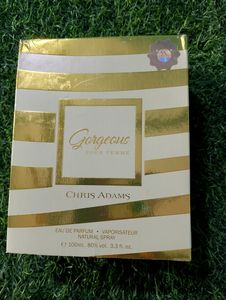 Gorgeous
POUR FEMME
CHRIS ADAMS
EAU DE PARFUM • VAPORISATEUR
NATURAL SPRAY
℮ 100mL 80% vol. 3.3 fl. oz.